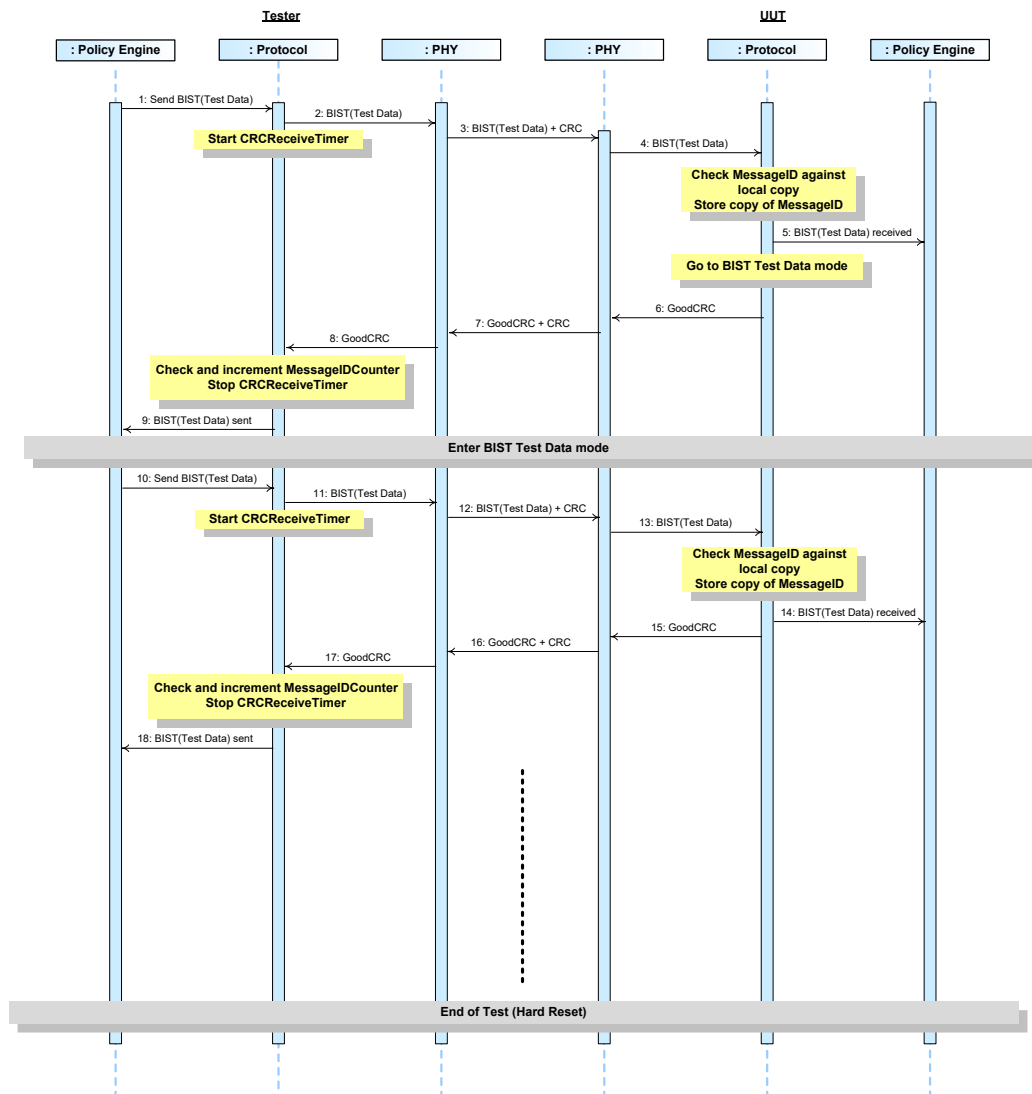 Tester
UUT
: Policy Engine
: Protocol
: PHY
: PHY
: Protocol
: Policy Engine
1: Send BIST(Test Data)
2: BIST(Test Data)
Start CRCReceiveTimer
3: BIST(Test Data) + CRC
4: BIST(Test Data)
Check MessageID against
local copy
Store copy of MessageID
5: BIST(Test Data) received
Go to BIST Test Data mode
6: GoodCRC
7: GoodCRC + CRC
8: GoodCRC
Check and increment MessageIDCounter
Stop CRCReceiveTimer
9: BIST(Test Data) sent
Enter BIST Test Data mode
10: Send BIST(Test Data)
11: BIST(Test Data)
Start CRCReceiveTimer
12: BIST(Test Data) + CRC
13: BIST(Test Data)
Check MessageID against
local copy
Store copy of MessageID
14: BIST(Test Data) received
15: GoodCRC
16: GoodCRC + CRC
17: GoodCRC
Check and increment MessageIDCounter
Stop CRCReceiveTimer
18: BIST(Test Data) sent
End of Test (Hard Reset)